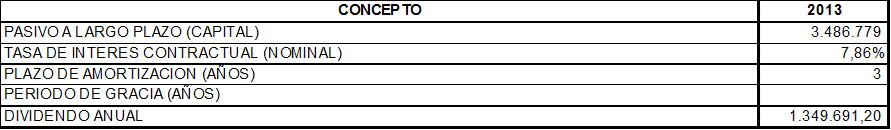 CONCEPTO 2013
PASIVO A LARGO PLAZO (CAPITAL) 3.486.779
TASA DE INTERES CONTRACTUAL (NOMINAL) 7,86%
PLAZO DE AMORTIZACION (AÑOS) 3
PERIODO DE GRACIA (AÑOS)
DIVIDENDO ANUAL 1.349.691,20